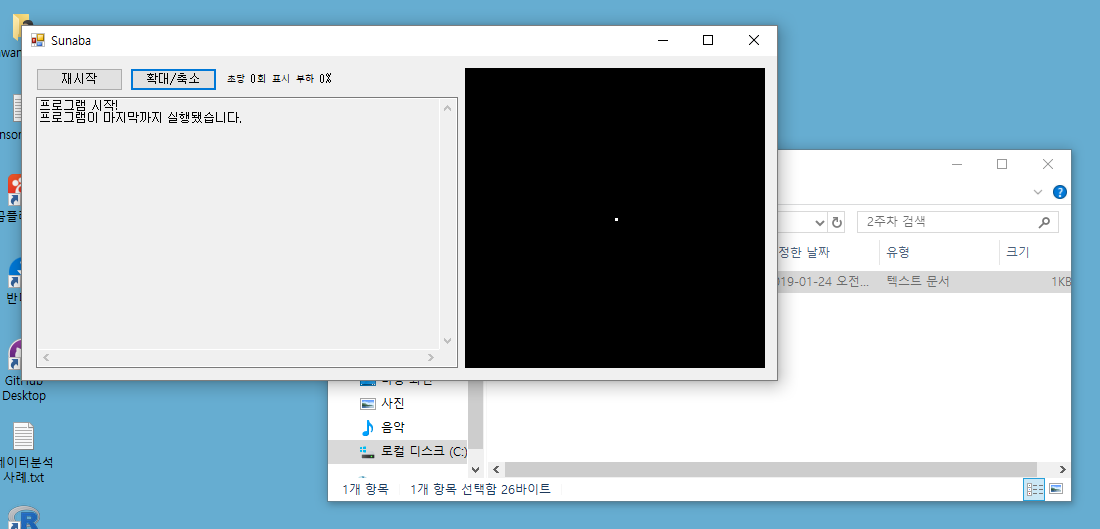 Sunaba
재시작
확대/축소
초당 0회 표시 부하 0%
프로그램 시작!
프로그램이 마지막까지 실행됐습니다.
2주차 검색
정한 날짜
유형
크기
019-01-24 오전...
텍스트 문서
1KB
사진
음악
로컬 디스크 (C:)
1개 항목
1개 항목 선택함 26바이트
GitHub
Desktop
데이터분석
사례.txt